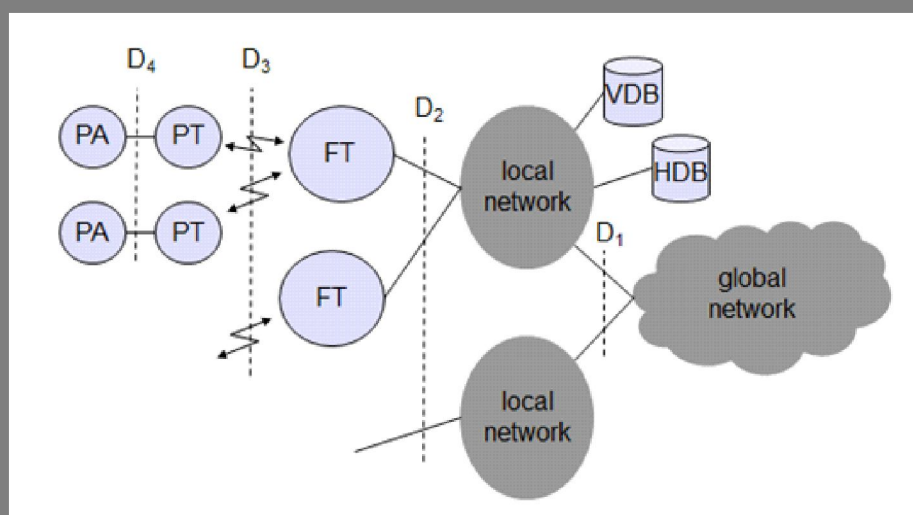 D4
D3
D2
VDB
PA
PT
FT
local
network
HDB
PA
PT
D1
global
network
FT
local
network